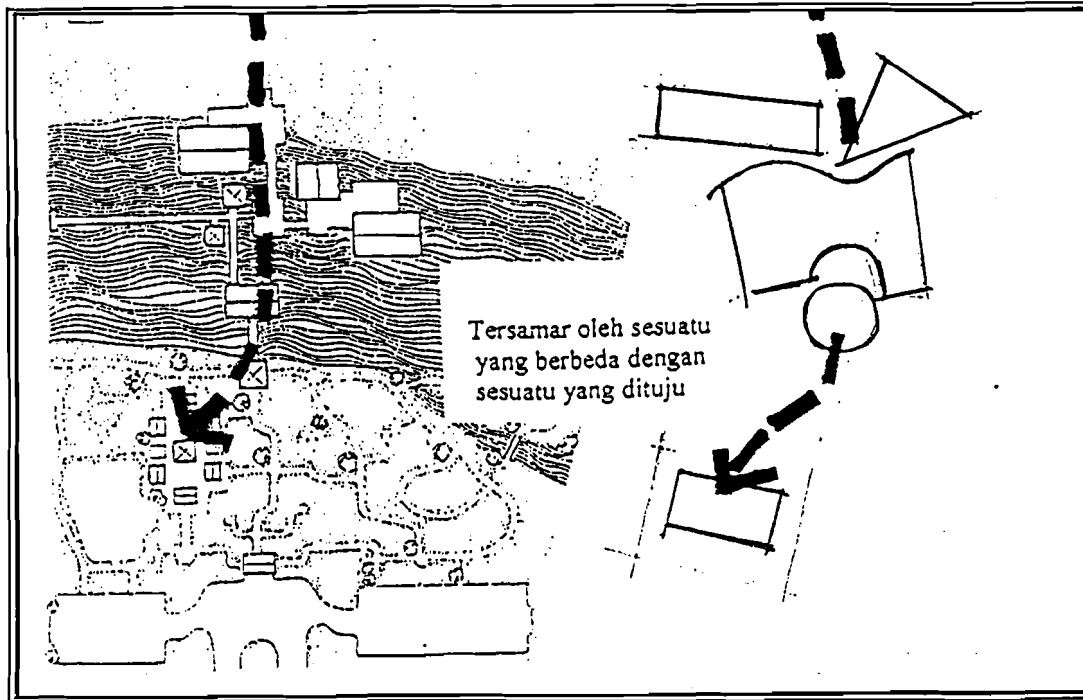 Tersamar oleh sesuatu
yang berbeda dengan
sesuatu yang dituju